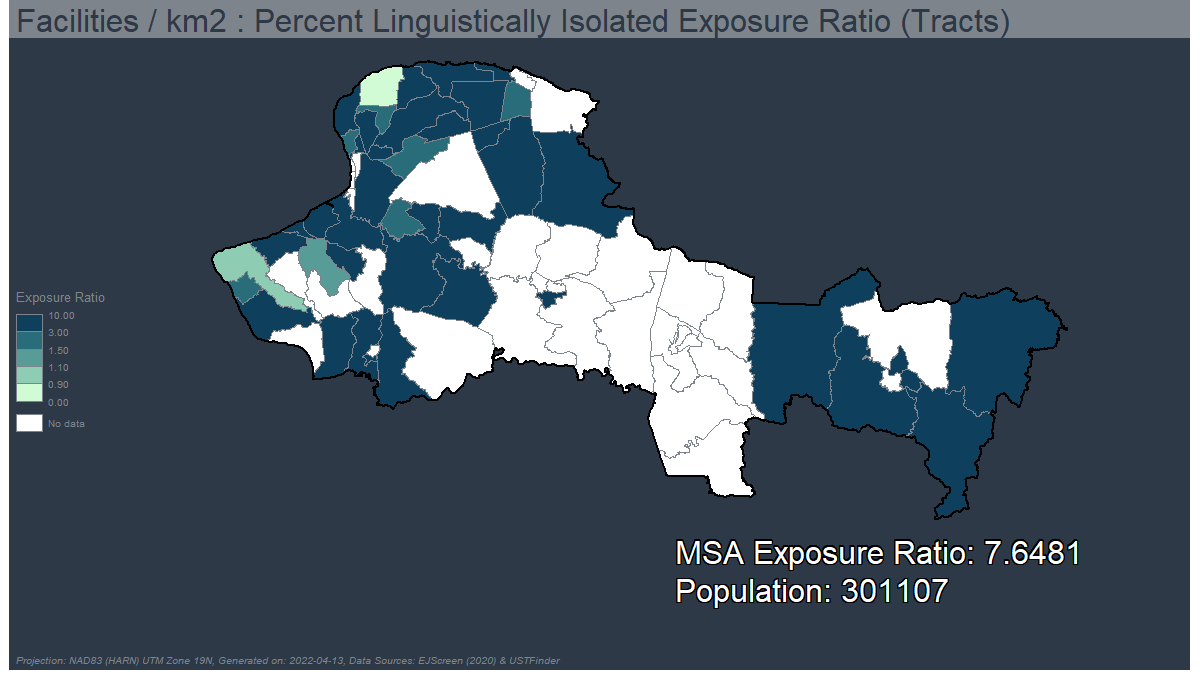 Facilities / km2 : Percent Linguistically Isolated Exposure Ratio (Tracts)
Exposure Ratio
10.00
3.00
1.50
1.10
0.90
0.00
No data
MSA Exposure Ratio: 7.6481
Population: 301107
Projection: NAD83 (HARN) UTM Zone 19N, Generated on: 2022-04-13, Data Sources: EJScreen (2020) & USTFinder